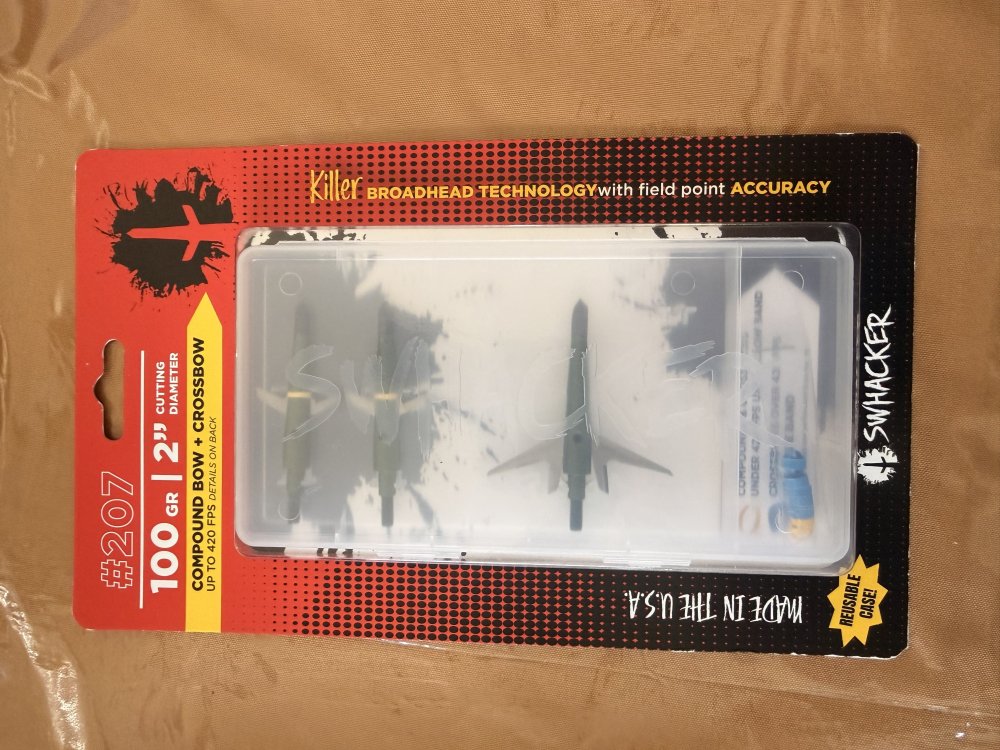 #207
100 GR | 2” CUTTING DIAMETER
COMPOUND BOW + CROSSBOW
UP TO 420 FPS DETAILS ON BACK
Killer BROADHEAD TECHNOLOGY with field point ACCURACY
SWHACKER
SWHACKER
MADE IN THE U.S.A.
REUSABLE
CASE!